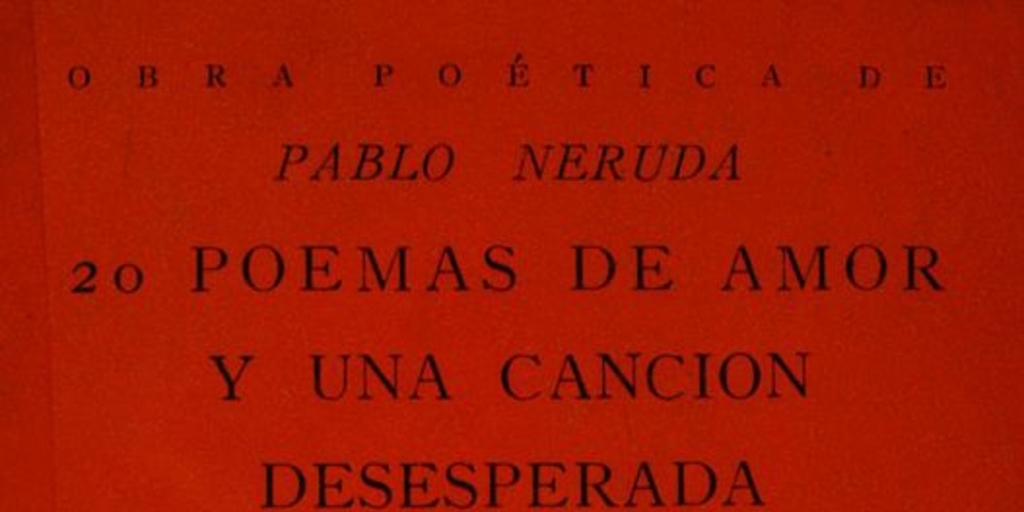 OBRA POÉTICA DE
PABLO NERUDA
20 POEMAS DE AMOR
Y UNA CANCION
DESESPERADA